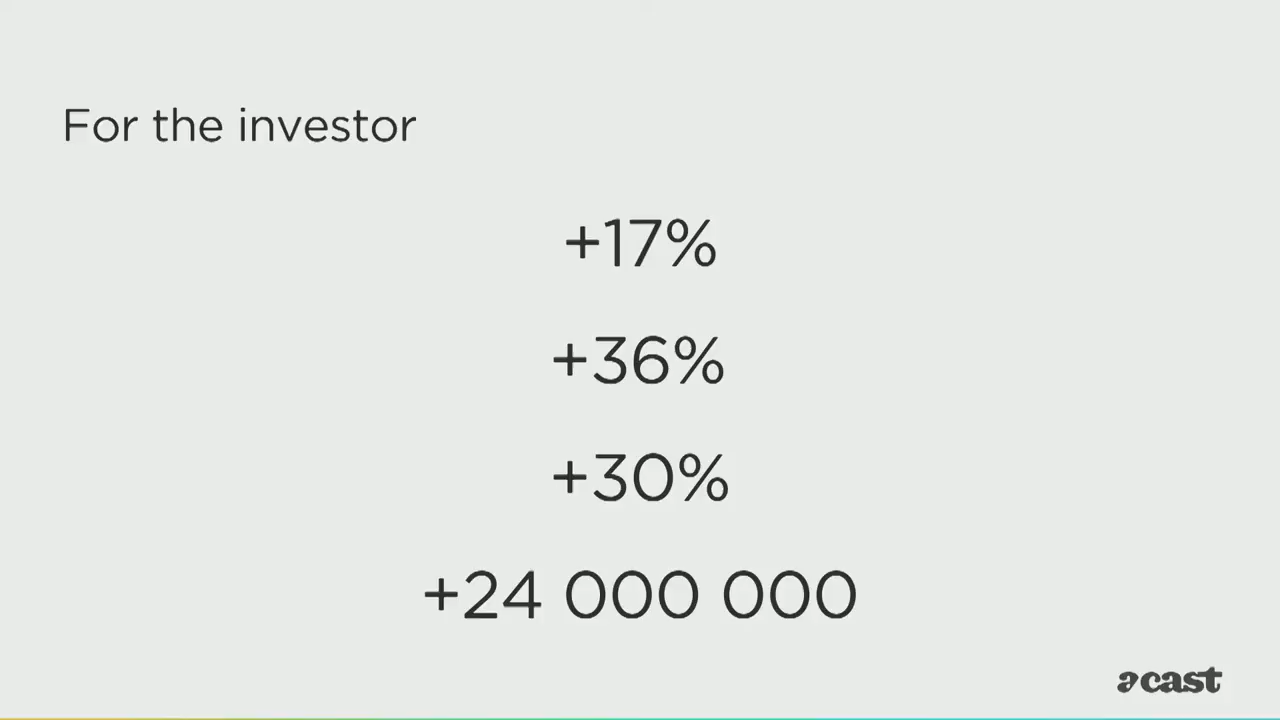 For the investor
+17%
+36%
+30%
+24 000 000
acast